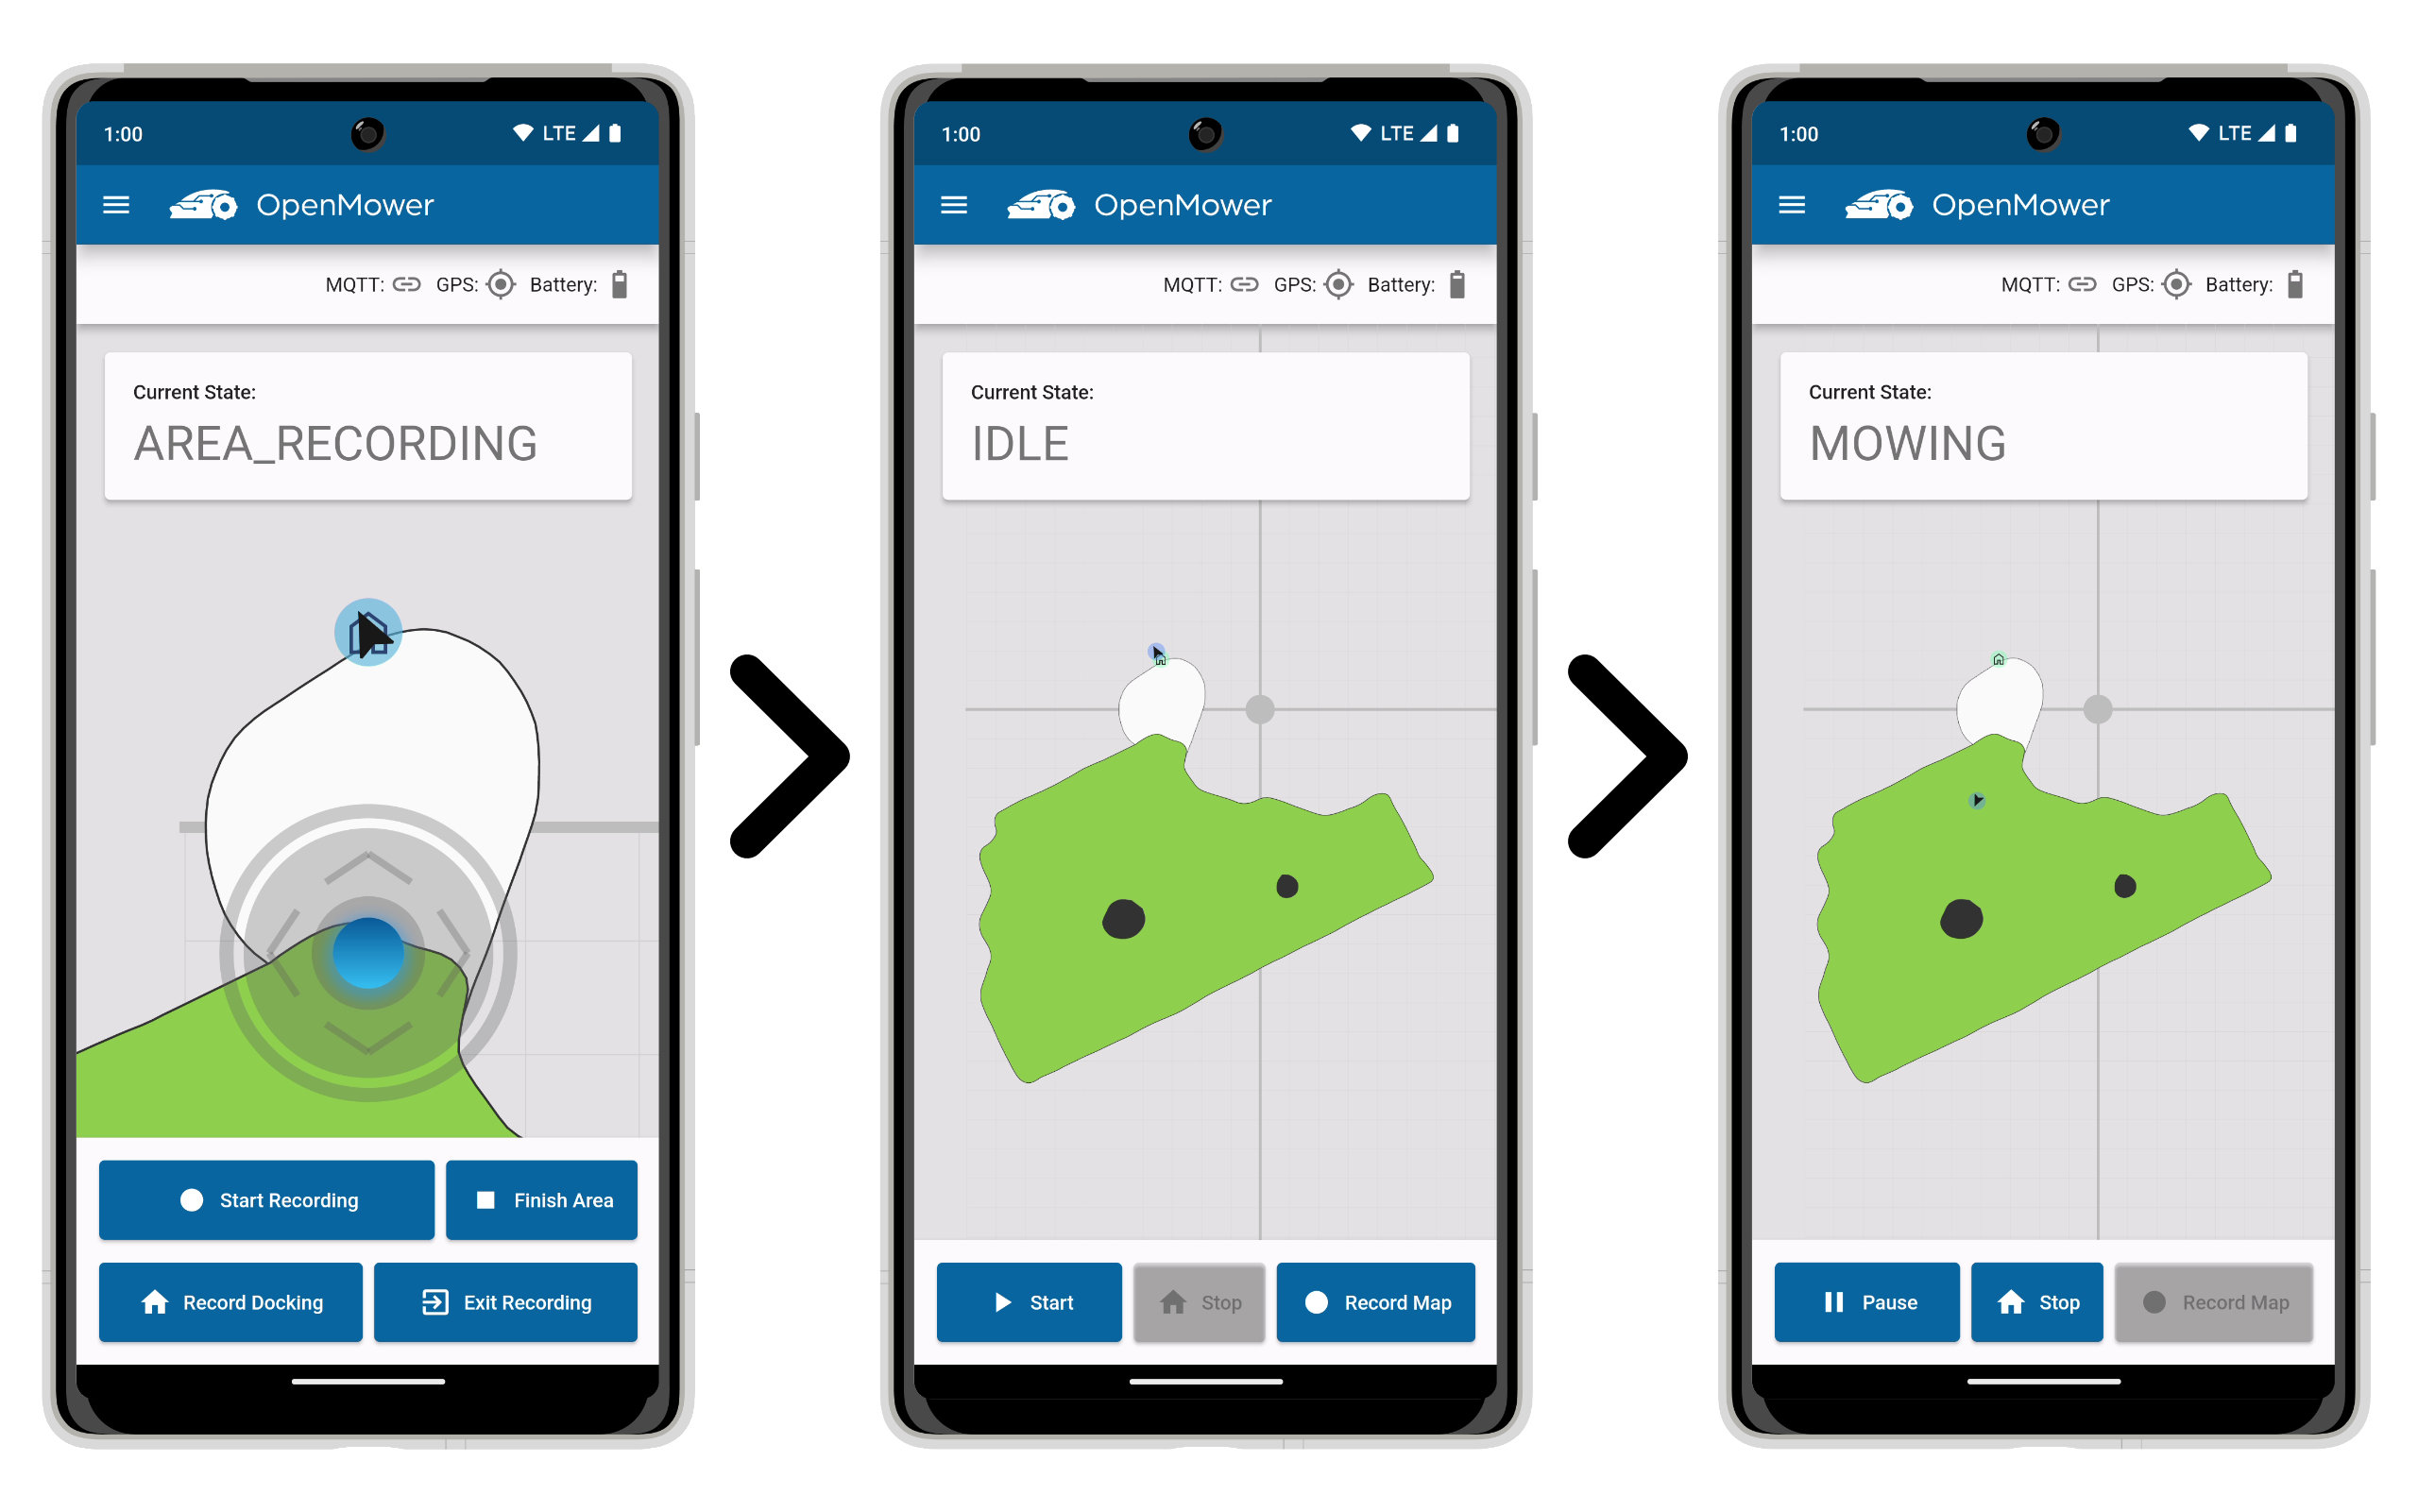 1:00 LTE
OpenMower
MQTT: GPS: Battery:
Current State:
AREA_RECORDING
Start Recording Finish Area
Record Docking Exit Recording
1:00 LTE
OpenMower
MQTT: GPS: Battery:
Current State:
IDLE
Start Stop Record Map
1:00 LTE
OpenMower
MQTT: GPS: Battery:
Current State:
MOWING
Pause Stop Record Map